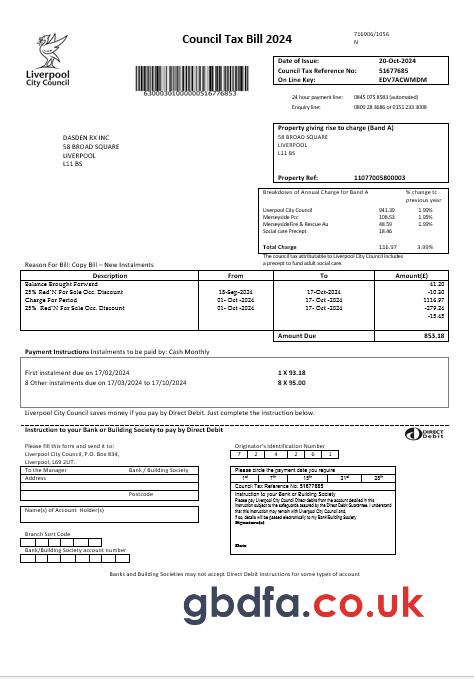 Council Tax Bill 2024
716906/1056
N
Liverpool
City Council
63000301000000516776853
Date of Issue: 20-Oct-2024
Council Tax Reference No: 51677685
On Line Key: EDV7ACWMDM
24 hour payment line: 0845 075 8583 (automated)
Enquiry line: 0800 28 3686 or 0151 233 3008
DASDEN RX INC
58 BROAD SQUARE
LIVERPOOL
L11 BS
Property giving rise to charge (Band A)
58 BROAD SQUARE
LIVERPOOL
L11 BS
Property Ref: 11077005800003
Breakdown of Annual Charge for Band A % change to
previous year
Liverpool City Council 941.39 1.99%
Merseyside Pcc 108.53 1.95%
MerseysideFire & Rescue Au 48.59 1.99%
Social care Precept 18.46
Total Charge 116.97 3.99%
The council tax attributable to Liverpool City Council includes
a precept to fund adult social care.
Reason For Bill: Copy Bill – New Instalments
Description From To Amount(£)
Balance Brought Forward 41.20
25% Red'N For Sole Occ. Discount 18-Sep-2024 17-Oct-2024 -10.30
Charge For Period 01- Oct -2024 17- Oct-2024 1116.97
25% Red'N For Sole Occ. Discount 01- Oct -2024 17- Oct-2024 -279.24
-15.45
Amount Due 853.18
Payment Instructions Instalments to be paid by: Cash Monthly
First instalment due on 17/02/2024 1 X 93.18
8 Other instalments due on 17/03/2024 to 17/10/2024 8 X 95.00
Liverpool City Council saves money if you pay by Direct Debit. Just complete the instruction below.
Instruction to your Bank or Building Society to pay by Direct Debit
DIRECT
Debit
Please fill this form and send it to:
Liverpool City Council, P.O. Box 834,
Liverpool, L69 2UT.
Originator's Identification Number
7 2 4 2 6 1
To the Manager Bank / Building Society
Address
Postcode
Name(s) of Account Holder(s)
Branch Sort Code
Bank/Building Society account number
Please circle the payment date you require
1st 7th 15th 21st 25th
Council Tax Reference No: 51677685
Instruction to your Bank or Building Society
Please pay Liverpool City Council Direct Debits from the account detailed in this
instruction subject to the safeguards assured by the Direct Debit Guarantee. I understand
that this instruction may remain with Liverpool City Council and,
if so, details will be passed electronically to my Bank/Building Society
Signature(s)
Date
Banks and Building Societies may not accept Direct Debit Instructions for some types of account
gbdfa.co.uk